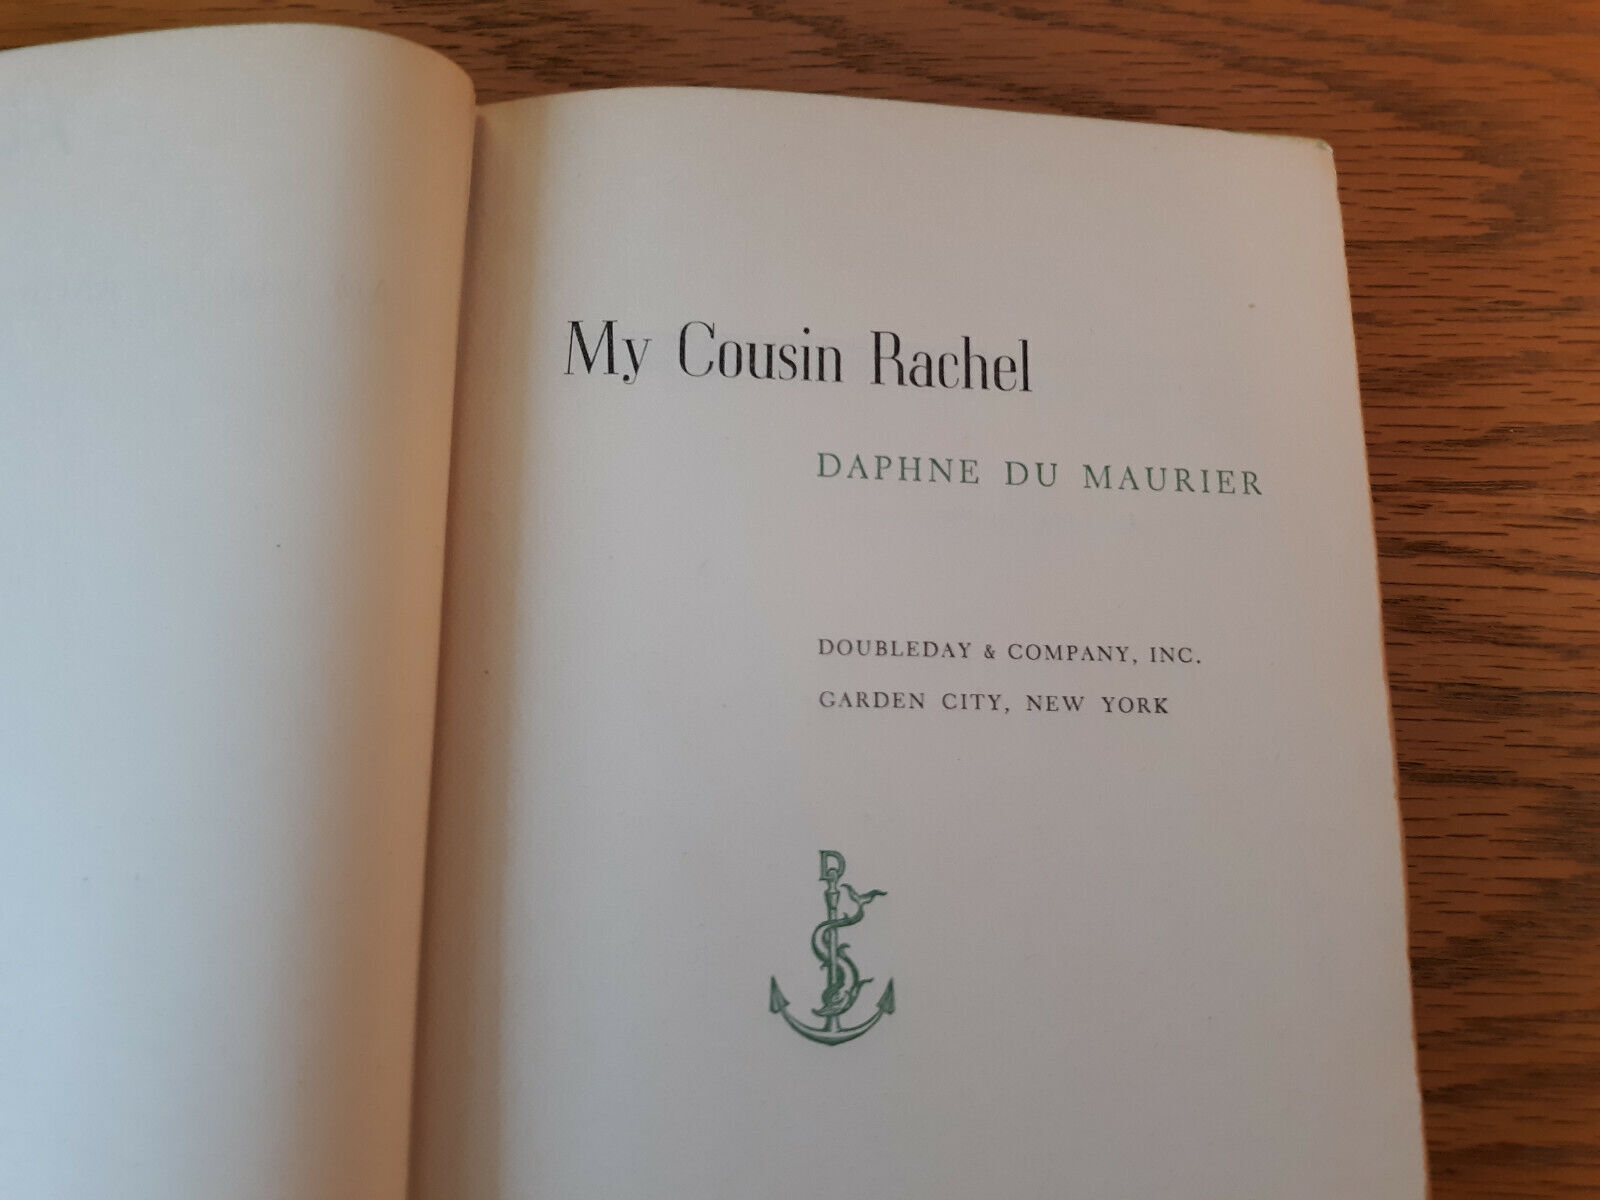 My Cousin Rachel
DAPHNE DU MAURIER
DOUBLEDAY & COMPANY, INC.
GARDEN CITY, NEW YORK
D